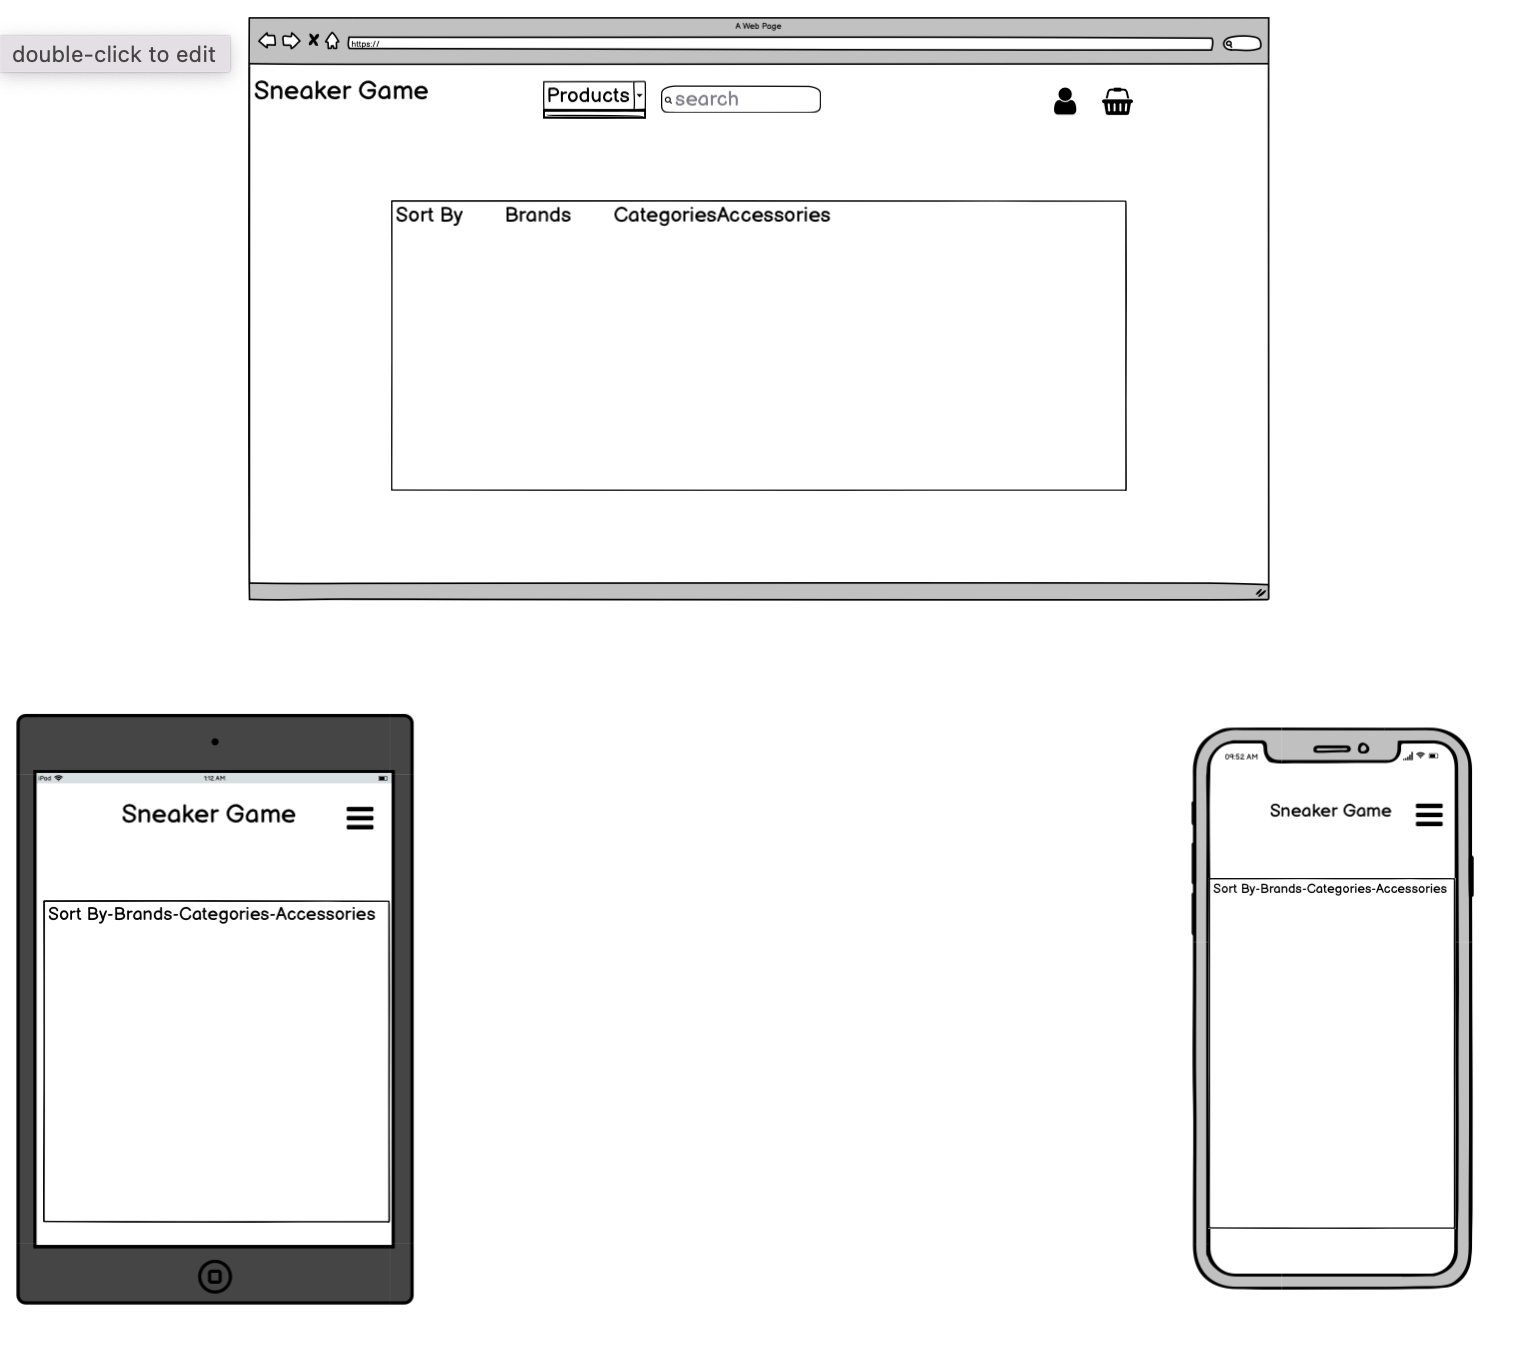 A Web Page
double-click to edit
https://
Sneaker Game
Products
search
Sort By Brands CategoriesAccessories
iPad 1:12 AM
09:52 AM
Sneaker Game
Sneaker Game
Sort By-Brands-Categories-Accessories
Sort By-Brands-Categories-Accessories